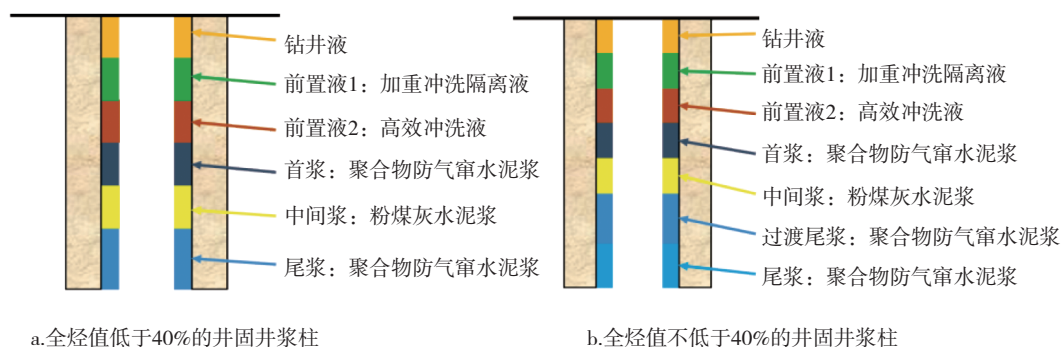 钻井液
前置液1：加重冲洗隔离液
前置液2：高效冲洗液
首浆：聚合物防气窜水泥浆
中间浆：粉煤灰水泥浆
尾浆：聚合物防气窜水泥浆
a.全烃值低于40%的井固井浆柱
钻井液
前置液1：加重冲洗隔离液
前置液2：高效冲洗液
首浆：聚合物防气窜水泥浆
中间浆：粉煤灰水泥浆
过渡尾浆：聚合物防气窜水泥浆
尾浆：聚合物防气窜水泥浆
b.全烃值不低于40%的井固井浆柱